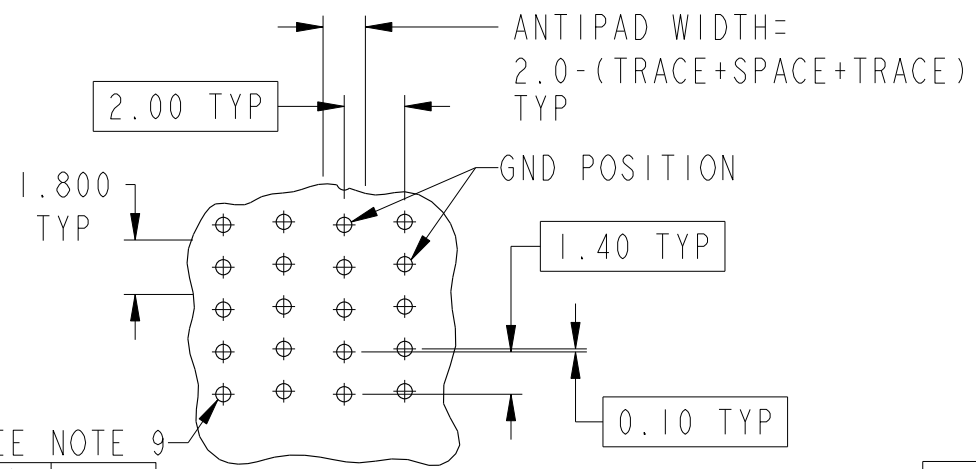 ANTIPAD WIDTH=
2.0-(TRACE+SPACE+TRACE)
TYP
2.00 TYP
GND POSITION
1.800
TYP
1.40 TYP
0.10 TYP
NOTE 9